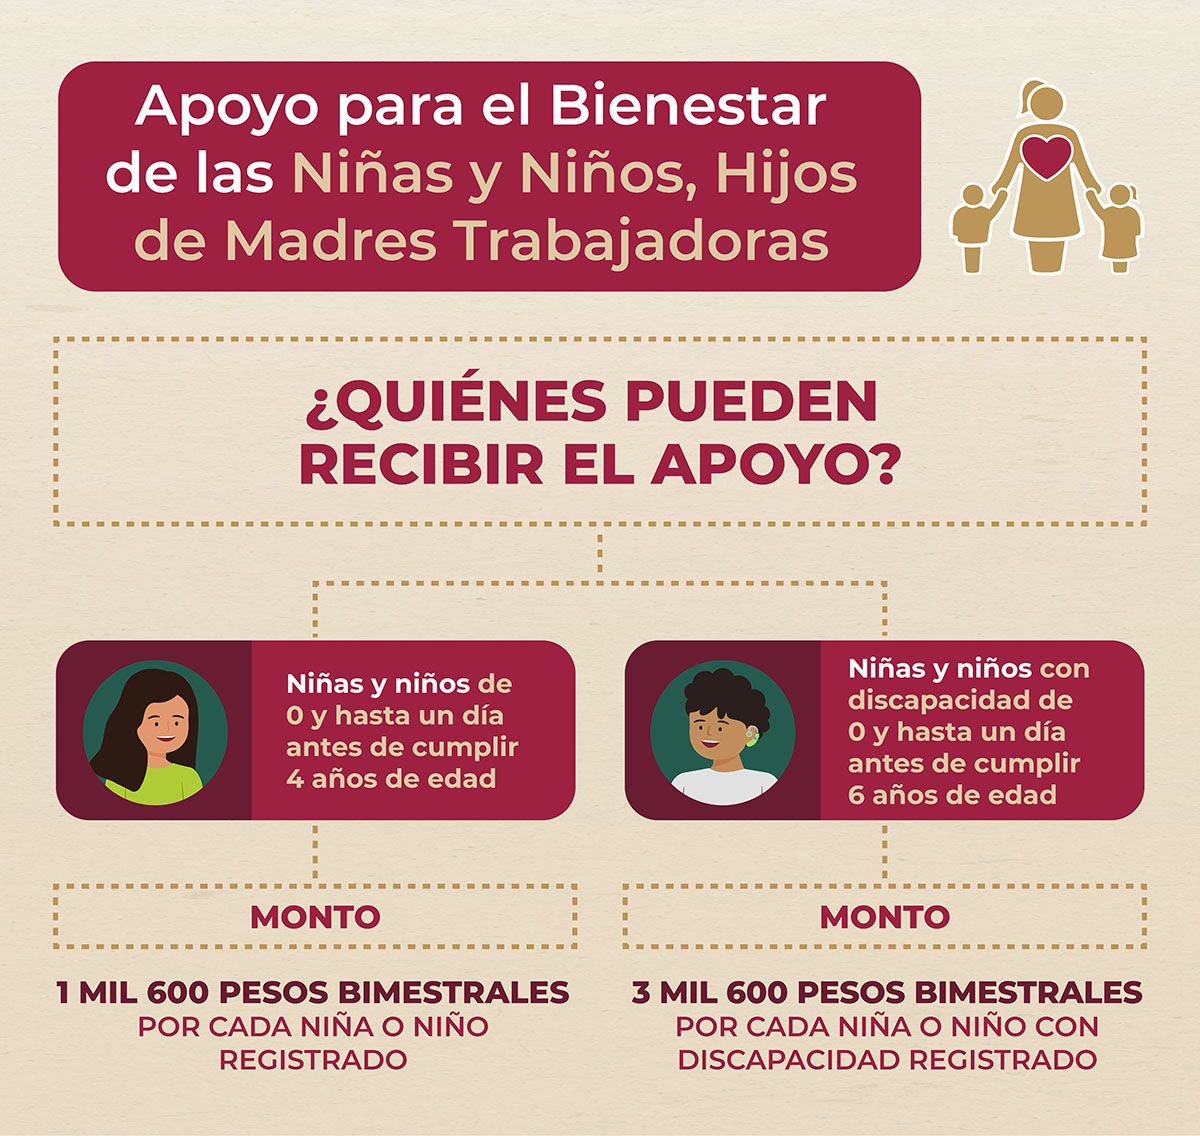 Apoyo para el Bienestar
de las Niñas y Niños, Hijos
de Madres Trabajadoras
¿QUIÉNES PUEDEN
RECIBIR EL APOYO?
Niñas y niños de
0 y hasta un día
antes de cumplir
4 años de edad
Niñas y niños con
discapacidad de
0 y hasta un día
antes de cumplir
6 años de edad
MONTO
1 MIL 600 PESOS BIMESTRALES
POR CADA NIÑA O NIÑO
REGISTRADO
MONTO
3 MIL 600 PESOS BIMESTRALES
POR CADA NIÑA O NIÑO CON
DISCAPACIDAD REGISTRADO